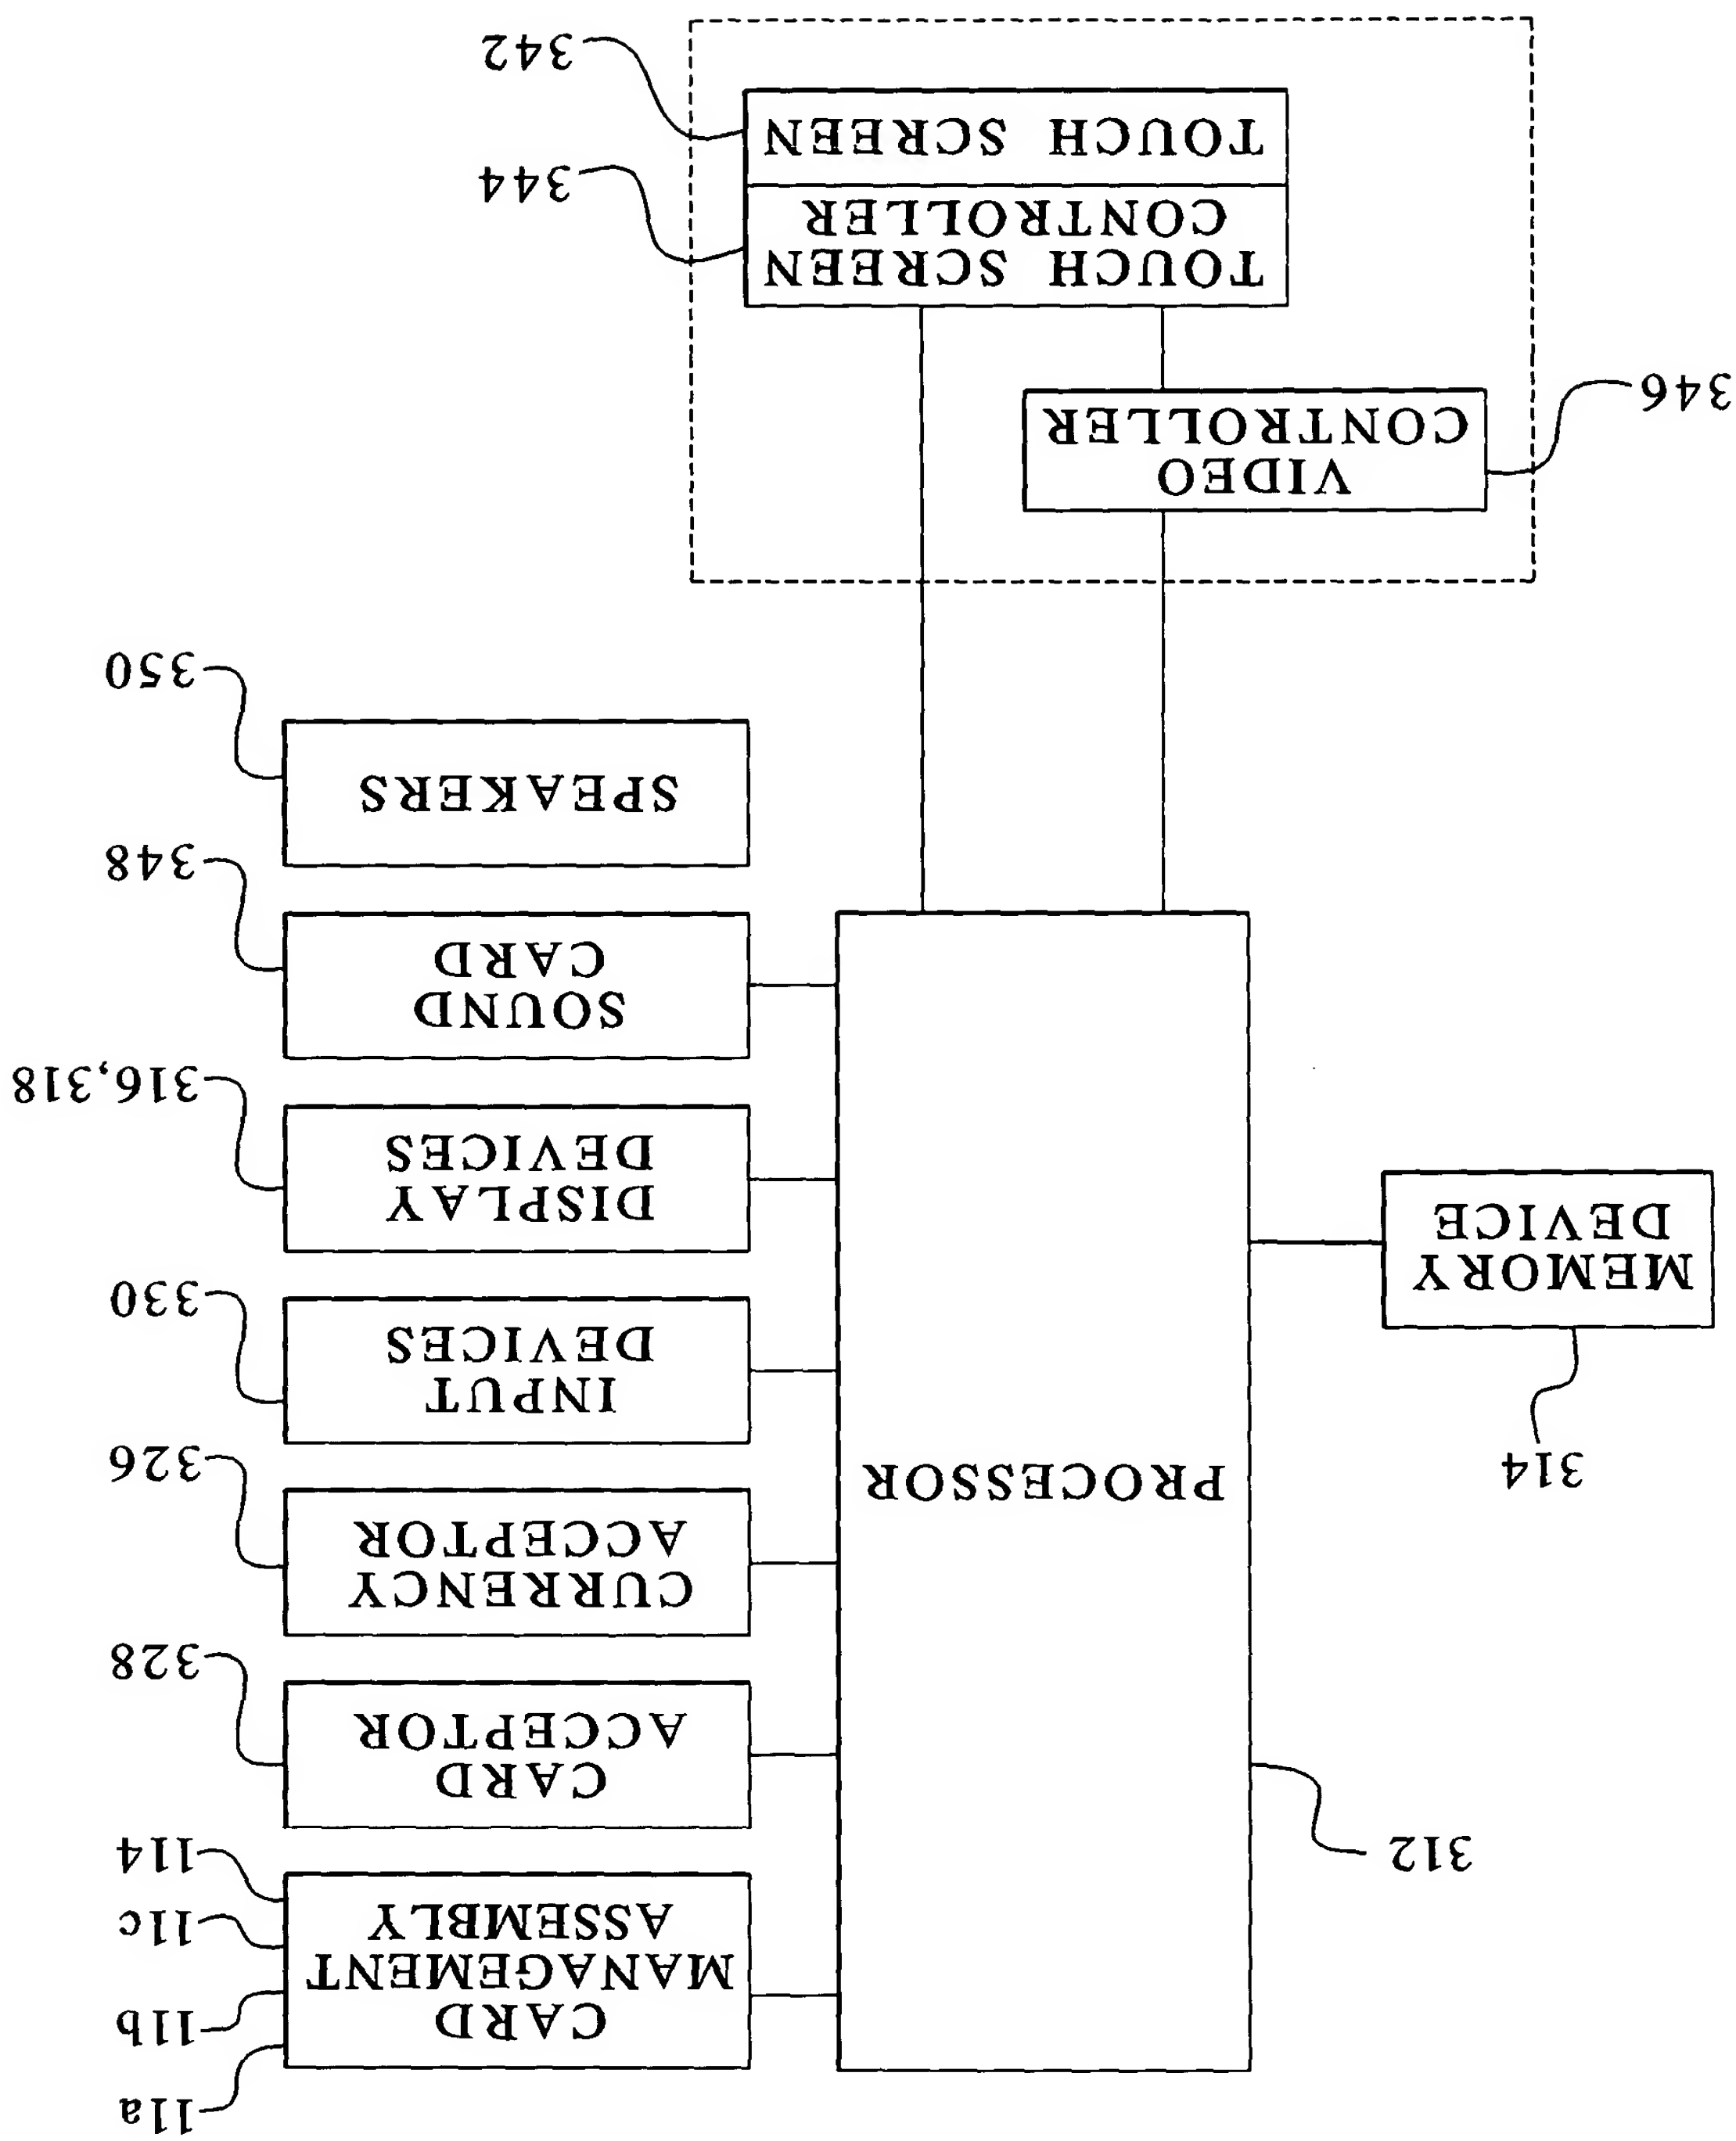 11a
CARD
MANAGEMENT
ASSEMBLY
11b
11c
114
312
CARD
ACCEPTOR
328
CURRENCY
ACCEPTOR
326
314
MEMORY
DEVICE
PROCESSOR
INPUT
DEVICES
330
DISPLAY
DEVICES
316,318
SOUND
CARD
348
SPEAKERS
350
346
VIDEO
CONTROLLER
TOUCH SCREEN
CONTROLLER
344
TOUCH SCREEN
342